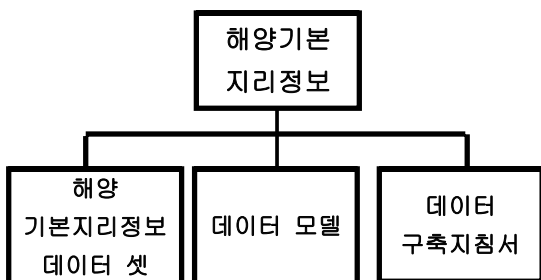 해양기본
지리정보
해양
기본지리정보
데이터 셋
데이터 모델
데이터
구축지침서